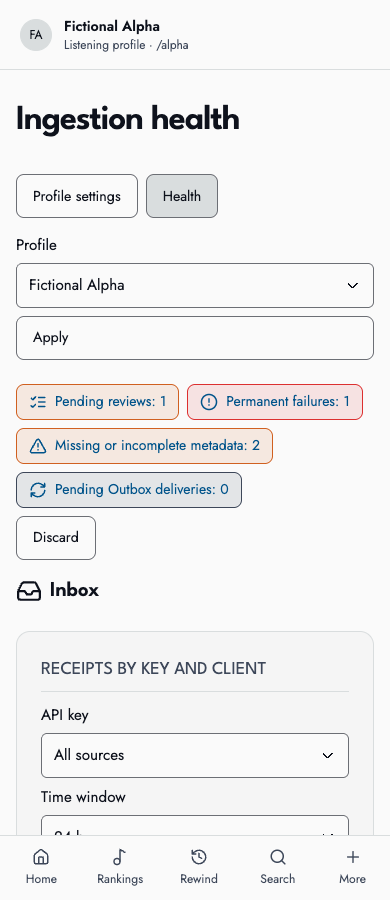 FA
Fictional Alpha
Listening profile · /alpha
Ingestion health
Profile settings
Health
Profile
Fictional Alpha
Apply
Pending reviews: 1
Permanent failures: 1
Missing or incomplete metadata: 2
Pending Outbox deliveries: 0
Discard
Inbox
RECEIPTS BY KEY AND CLIENT
API key
All sources
Time window
Home
Rankings
Rewind
Search
More